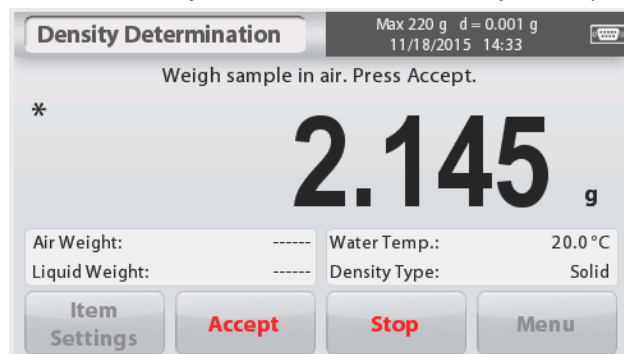 Density Determination
Max 220 g d = 0.001 g
11/18/2015 14:33
Weigh sample in air. Press Accept.
*
2.145 g
Air Weight: ------ Water Temp.: 20.0 °C
Liquid Weight: ------ Density Type: Solid
Item
Settings
Accept
Stop
Menu